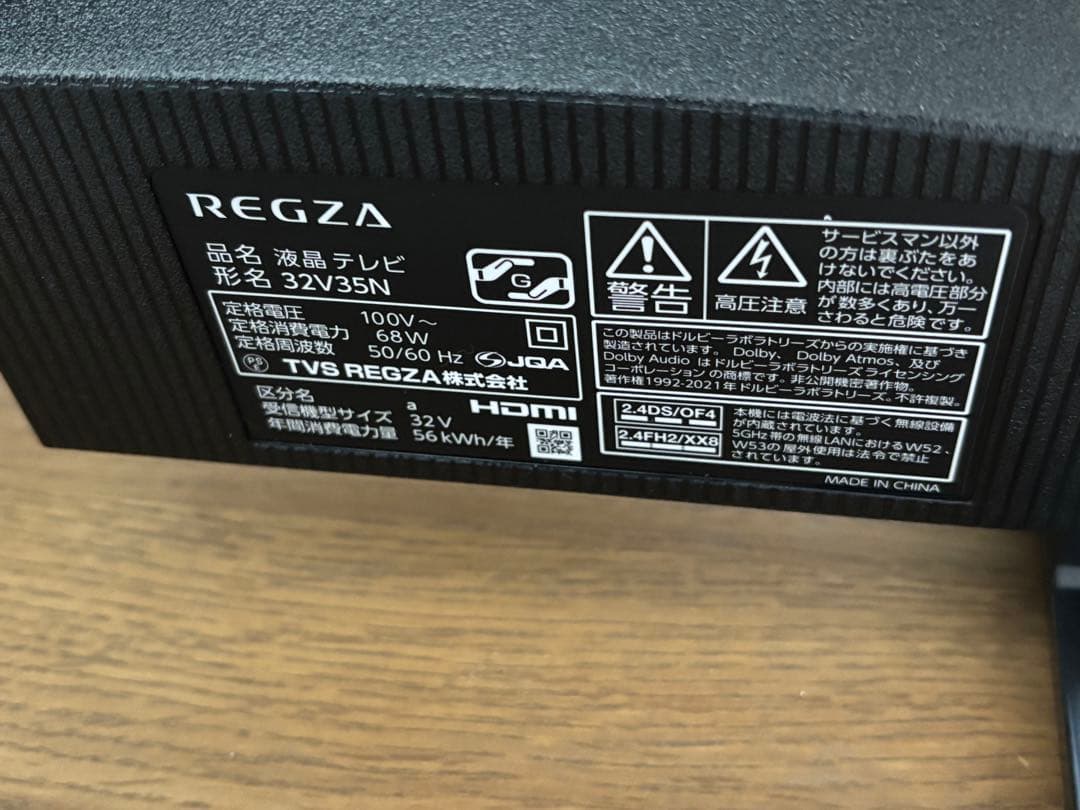 REGZA
品名 液晶テレビ
形名 32V35N
G
定格電圧 100V～
定格消費電力 68W
定格周波数 50/60 Hz
JQA
PS
E
TVS REGZA株式会社
区分名 a
受信機型サイズ 32V
年間消費電力量 56kWh/年
HDMI
警告
高圧注意
サービスマン以外
の方は裏ぶたをあ
けないでください。
内部には高電圧部分
が数多くあり、万一
さわると危険です。
この製品はドルビーラボラトリーズからの実施権に基づき
製造されています。 Dolby、Dolby Atmos、及び
Dolby Audio はドルビーラボラトリーズライセンシング
コーポレーションの商標です。非公開機密著作物。
著作権1992-2021年ドルビーラボラトリーズ。不許複製。
2.4DS/OF4
2.4FH2/XX8
本機には電波法に基づく無線設備
が内蔵されています。
5GHz 帯の無線LANにおけるW52、
W53の屋外使用は法令で禁止
されています。
MADE IN CHINA